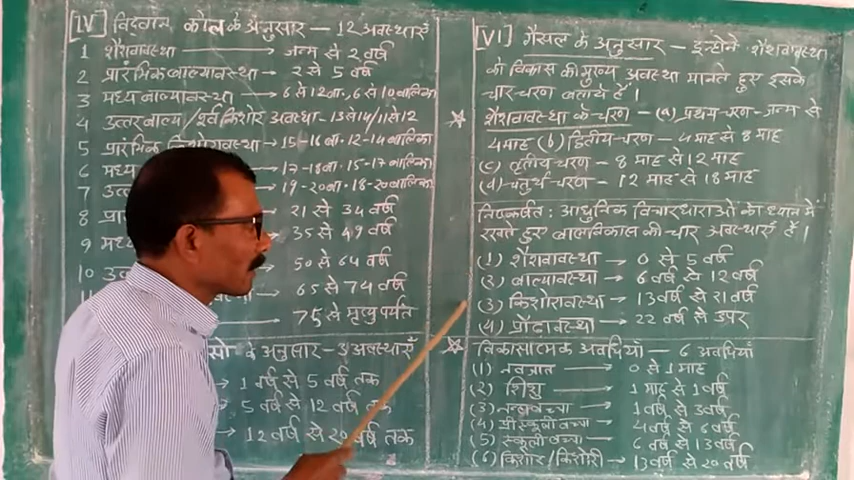 [IV] विद्वान कोल के अनुसार - 12 अवस्थाएँ
1 शैशवावस्था → जन्म से 2 वर्ष
2 प्रारंभिक बाल्यावस्था → 2 से 5 वर्ष
3 मध्य बाल्यावस्था → 6 से 12 बा., 6 से 10 बालिका
4 उत्तर बाल्या / पूर्व किशोर अवस्था - 13 से 14 / 11 से 12
5 प्रारंभिक किशोरावस्था → 15-16 बा. 12-14 बालिका
6 मध्य → 17-18 बा. 15-17 बालिका
7 उत्तर → 19-20 बा. 18-20 बालिका
8 प्रा 21 से 34 वर्ष
9 मध्य 35 से 49 वर्ष
10 उ 50 से 64 वर्ष
11 65 से 74 वर्ष
75 से मृत्यु पर्यंत
सो के अनुसार - 3 अवस्थाएँ
→ 1 वर्ष से 5 वर्ष तक
→ 5 वर्ष से 12 वर्ष तक
→ 12 वर्ष से 20 वर्ष तक
[VI] गैसल के अनुसार - इन्होने शैशवावस्था
को विकास की मुख्य अवस्था मानते हुए इसके
चार चरण बताये हैं।
☆ शैशवावस्था के चरण - (a) प्रथम चरण - जन्म से
4 माह (b) द्वितीय चरण - 4 माह से 8 माह
(c) तृतीय चरण - 8 माह से 12 माह
(d) चतुर्थ चरण - 12 माह से 18 माह
निष्कर्षत: आधुनिक विचारधाराओं को ध्यान में
रखते हुए बालविकास की चार अवस्थाएँ हैं।
(1) शैशवावस्था → 0 से 5 वर्ष
(2) बाल्यावस्था → 6 वर्ष से 12 वर्ष
(3) किशोरावस्था → 13 वर्ष से 21 वर्ष
(4) प्रौढ़ावस्था → 22 वर्ष से उपर
☆ विकासात्मक अवधियाँ - 6 अवधियाँ
(1) नवजात → 0 से 1 माह
(2) शिशु → 1 माह से 1 वर्ष
(3) नन्हा बच्चा → 1 वर्ष से 3 वर्ष
(4) प्री स्कूली बच्चा → 4 वर्ष से 6 वर्ष
(5) स्कूली बच्चा → 6 वर्ष से 13 वर्ष
(6) किशोर / किशोरी → 13 वर्ष से 20 वर्ष